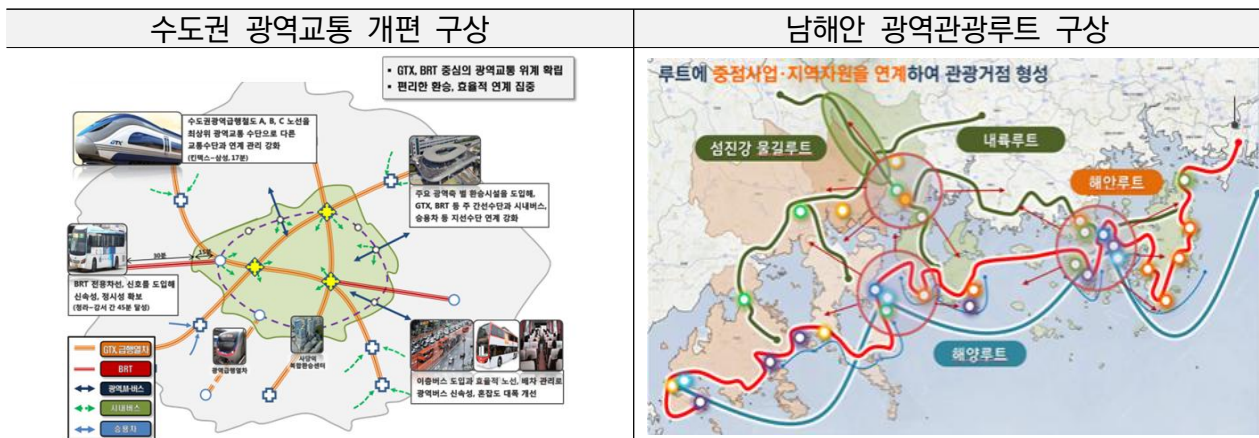 수도권 광역교통 개편 구상
▪ GTX, BRT 중심의 광역교통 위계 확립
▪ 편리한 환승, 효율적 연계 집중
수도권광역급행철도 A, B, C 노선을
최상위 광역교통 수단으로 다른
교통수단과 연계 관리 강화
(킨텍스~삼성, 17분)
주요 광역축 별 환승시설을 도입해,
GTX, BRT 등 주 간선수단과 시내버스,
승용차 등 지선수단 연계 강화
30분
15분
BRT 전용차선, 신호를 도입해
신속성, 정시성 확보
(청라~강서 간 45분 달성)
광역급행열차
사당역
복합환승센터
이층버스 도입과 효율적 노선, 배차 관리로
광역버스 신속성, 혼잡도 대폭 개선
GTX, 급행열차
BRT
광역,M-버스
시내버스
승용차
남해안 광역관광루트 구상
루트에 중점사업·지역자원을 연계하여 관광거점 형성
섬진강 물길루트
내륙루트
해안루트
해양루트